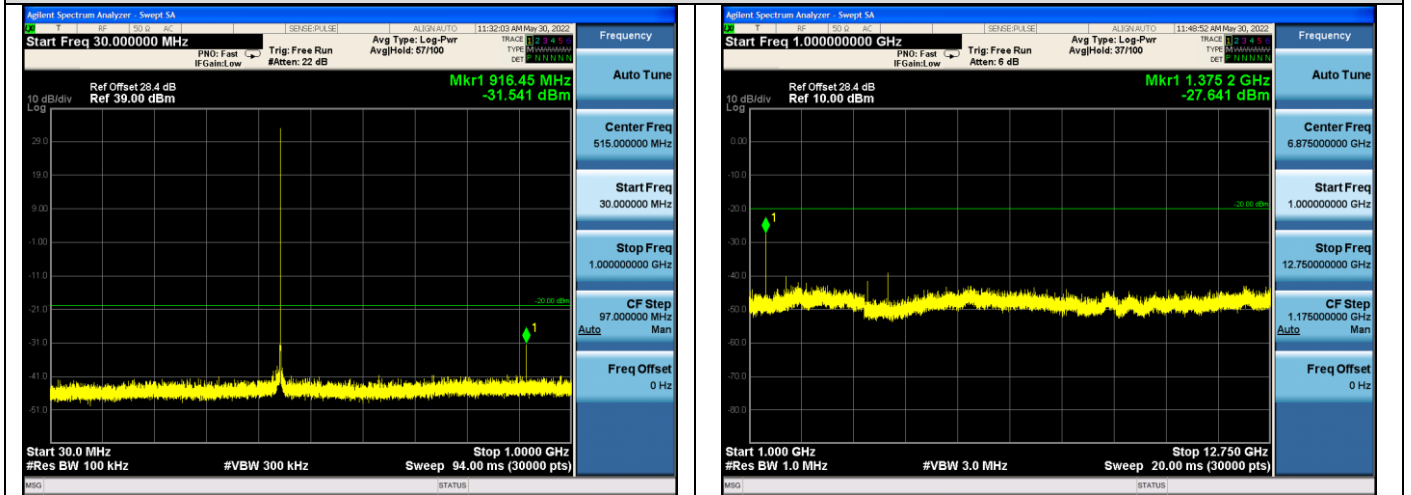 Agilent Spectrum Analyzer - Swept SA
T RF 50 Ω AC SENSE:PULSE ALIGN AUTO 11:32:03 AM May 30, 2022
Start Freq 30.000000 MHz
PNO: Fast Trig: Free Run Avg Type: Log-Pwr TRACE 1 2 3 4 5 6
IFGain:Low #Atten: 22 dB Avg|Hold: 57/100 TYPE
DET P N N N N N
Mkr1 916.45 MHz
-31.541 dBm
Ref Offset 28.4 dB
10 dB/div Ref 39.00 dBm
Log
29.0
19.0
9.00
-1.00
-11.0
-20.00 dBm
-21.0
1
-31.0
-41.0
-51.0
Start 30.0 MHz Stop 1.0000 GHz
#Res BW 100 kHz #VBW 300 kHz Sweep 94.00 ms (30000 pts)
MSG STATUS
Frequency
Auto Tune
Center Freq
515.000000 MHz
Start Freq
30.000000 MHz
Stop Freq
1.000000000 GHz
CF Step
97.000000 MHz
Auto Man
Freq Offset
0 Hz
Agilent Spectrum Analyzer - Swept SA
T RF 50 Ω AC SENSE:PULSE ALIGN AUTO 11:48:52 AM May 30, 2022
Start Freq 1.000000000 GHz
PNO: Fast Trig: Free Run Avg Type: Log-Pwr TRACE 1 2 3 4 5 6
IFGain:Low Atten: 6 dB Avg|Hold: 37/100 TYPE
DET P N N N N N
Mkr1 1.375 2 GHz
-27.641 dBm
Ref Offset 28.4 dB
10 dB/div Ref 10.00 dBm
Log
0.00
-10.0
-20.00 dBm
-20.0
1
-30.0
-40.0
-50.0
-60.0
-70.0
-80.0
Start 1.000 GHz Stop 12.750 GHz
#Res BW 1.0 MHz #VBW 3.0 MHz Sweep 20.00 ms (30000 pts)
MSG STATUS
Frequency
Auto Tune
Center Freq
6.875000000 GHz
Start Freq
1.000000000 GHz
Stop Freq
12.750000000 GHz
CF Step
1.175000000 GHz
Auto Man
Freq Offset
0 Hz